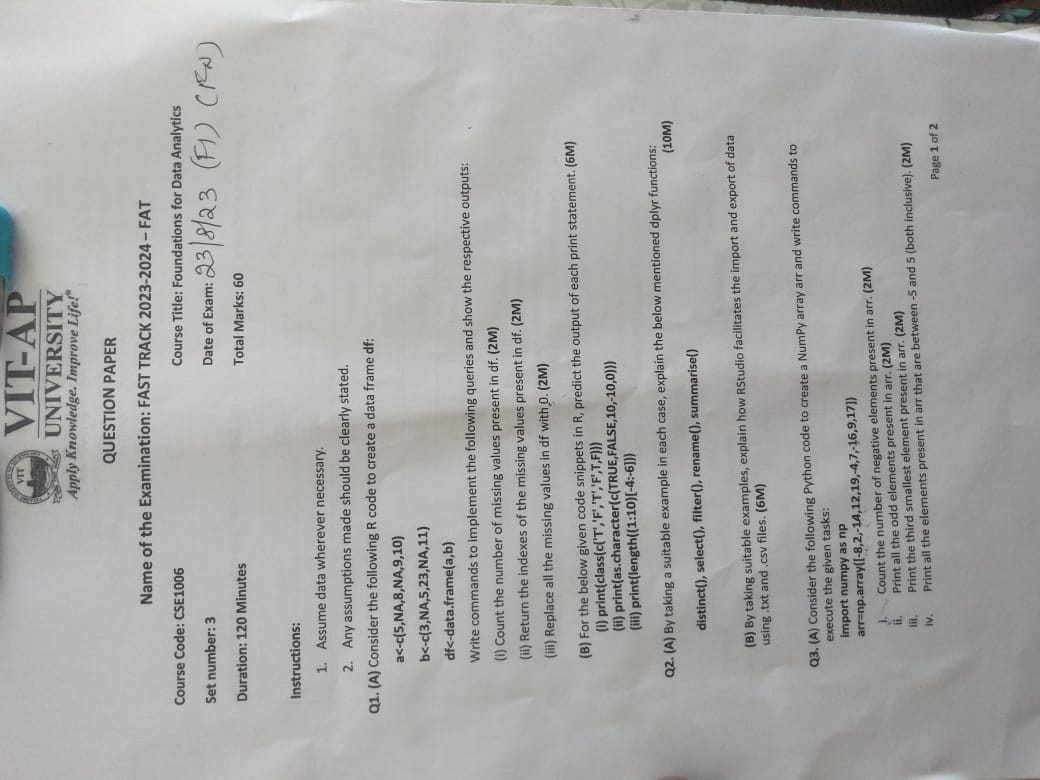 VIT-AP
UNIVERSITY
Apply Knowledge. Improve Life!®
QUESTION PAPER
Name of the Examination: FAST TRACK 2023-2024 – FAT
Course Code: CSE1006 Course Title: Foundations for Data Analytics
Set number: 3 Date of Exam: 23/8/23 (F1) (FN)
Duration: 120 Minutes Total Marks: 60
Instructions:
1. Assume data wherever necessary.
2. Any assumptions made should be clearly stated.
Q1. (A) Consider the following R code to create a data frame df:
a<-c(5,NA,8,NA,9,10)
b<-c(3,NA,5,23,NA,11)
df<-data.frame(a,b)
Write commands to implement the following queries and show the respective outputs:
(i) Count the number of missing values present in df. (2M)
(ii) Return the indexes of the missing values present in df. (2M)
(iii) Replace all the missing values in df with 0. (2M)
(B) For the below given code snippets in R, predict the output of each print statement. (6M)
(i) print(class(c('T','F','T','F',T,F)))
(ii) print(as.character(c(TRUE,FALSE,10,-10,0)))
(iii) print(length((1:10)[-4:-6]))
Q2. (A) By taking a suitable example in each case, explain the below mentioned dplyr functions:
(10M)
distinct(), select(), filter(), rename(), summarise()
(B) By taking suitable examples, explain how RStudio facilitates the import and export of data
using .txt and .csv files. (6M)
Q3. (A) Consider the following Python code to create a NumPy array arr and write commands to
execute the given tasks:
import numpy as np
arr=np.array([-8,2,-14,12,19,-4,7,-16,9,17])
i. Count the number of negative elements present in arr. (2M)
ii. Print all the odd elements present in arr. (2M)
iii. Print the third smallest element present in arr. (2M)
iv. Print all the elements present in arr that are between -5 and 5 (both inclusive). (2M)
Page 1 of 2